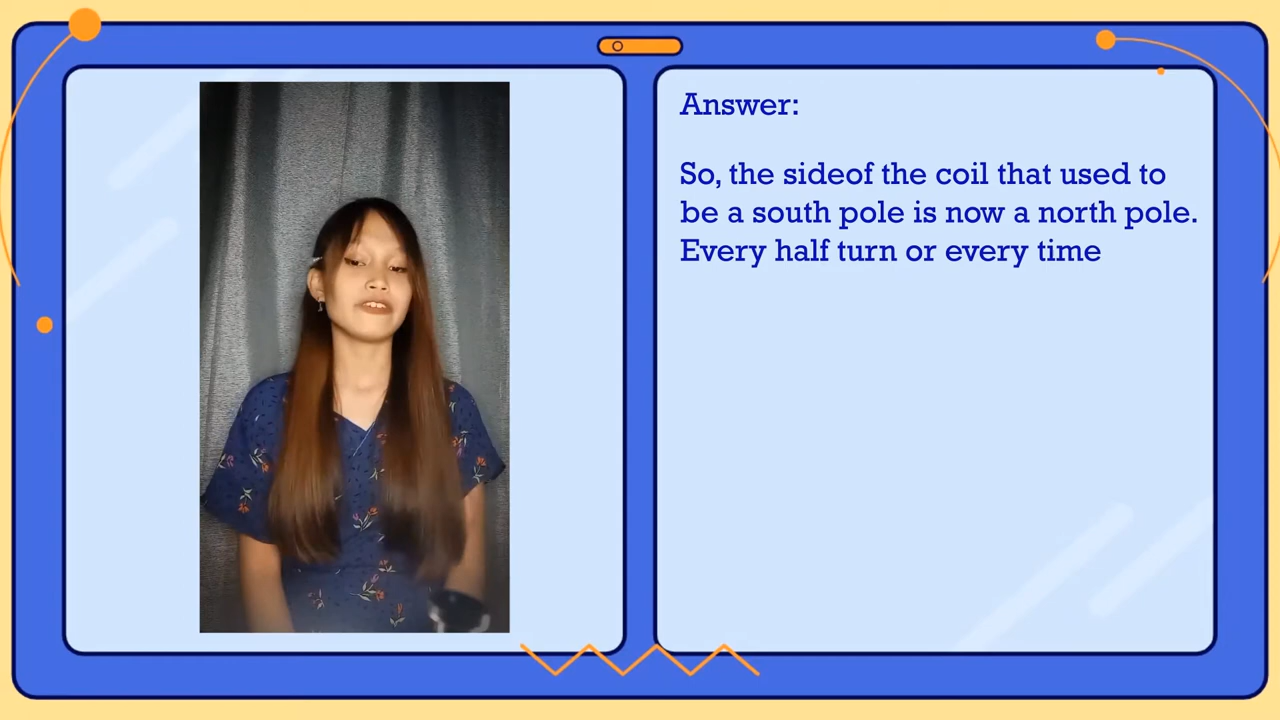 Answer:
So, the sideof the coil that used to
be a south pole is now a north pole.
Every half turn or every time